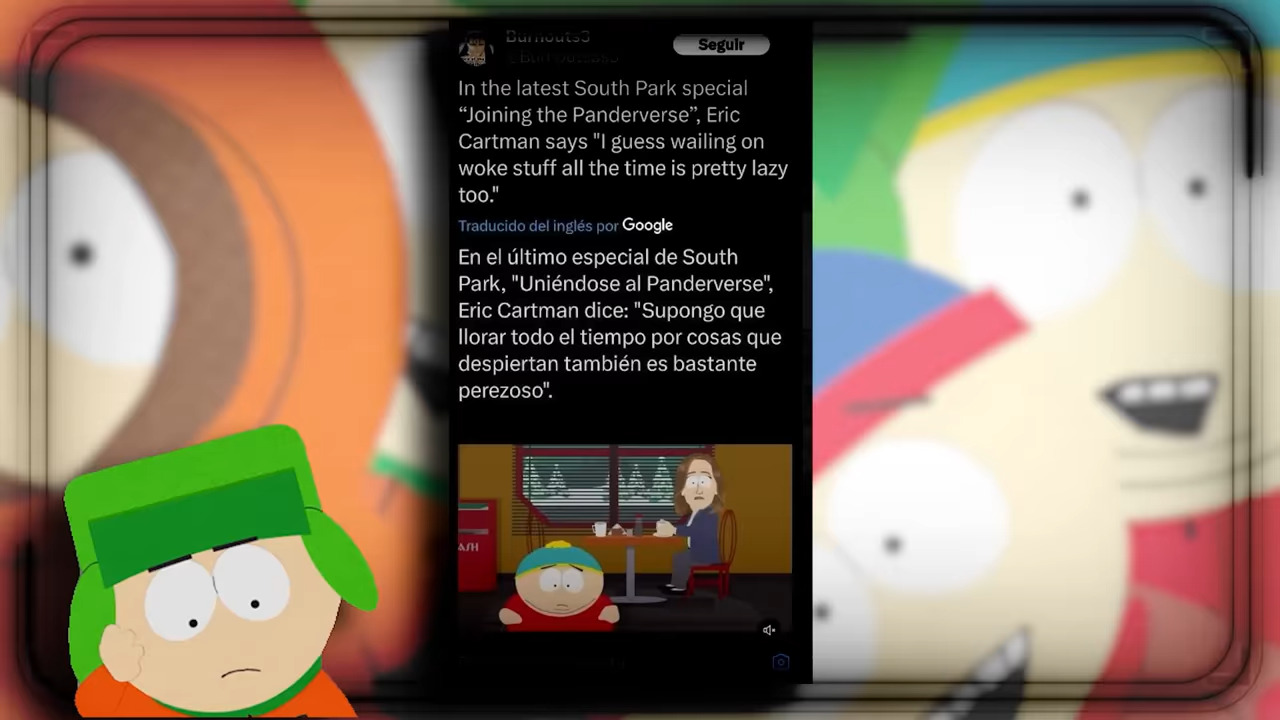 Burnouts3
Seguir
In the latest South Park special
“Joining the Panderverse”, Eric
Cartman says "I guess wailing on
woke stuff all the time is pretty lazy
too."
Traducido del inglés por Google
En el último especial de South
Park, "Uniéndose al Panderverse",
Eric Cartman dice: "Supongo que
llorar todo el tiempo por cosas que
despiertan también es bastante
perezoso".
ASH